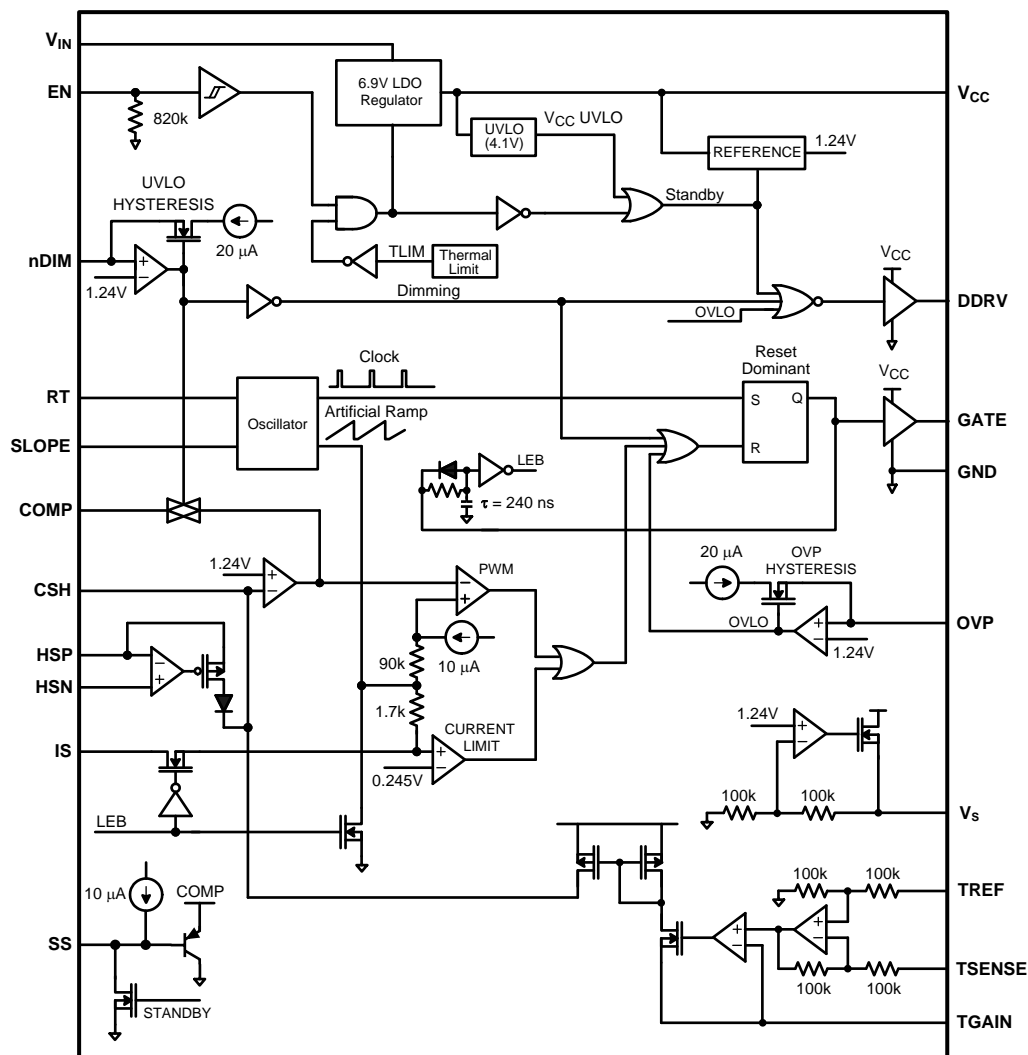 VIN
EN
820k
6.9V LDO
Regulator
VCC
VCC UVLO
UVLO
(4.1V)
REFERENCE
1.24V
UVLO
HYSTERESIS
20 µA
Standby
nDIM
1.24V
TLIM
Thermal
Limit
Dimming
OVLO
VCC
DDRV
RT
SLOPE
Oscillator
Clock
Artificial Ramp
Reset
Dominant
S
Q
R
VCC
GATE
GND
LEB
τ = 240 ns
COMP
1.24V
CSH
PWM
10 µA
90k
1.7k
20 µA
OVP
HYSTERESIS
OVLO
1.24V
OVP
HSP
HSN
IS
CURRENT
LIMIT
0.245V
LEB
1.24V
100k
100k
VS
10 µA
COMP
SS
STANDBY
100k
100k
TREF
100k
100k
TSENSE
TGAIN